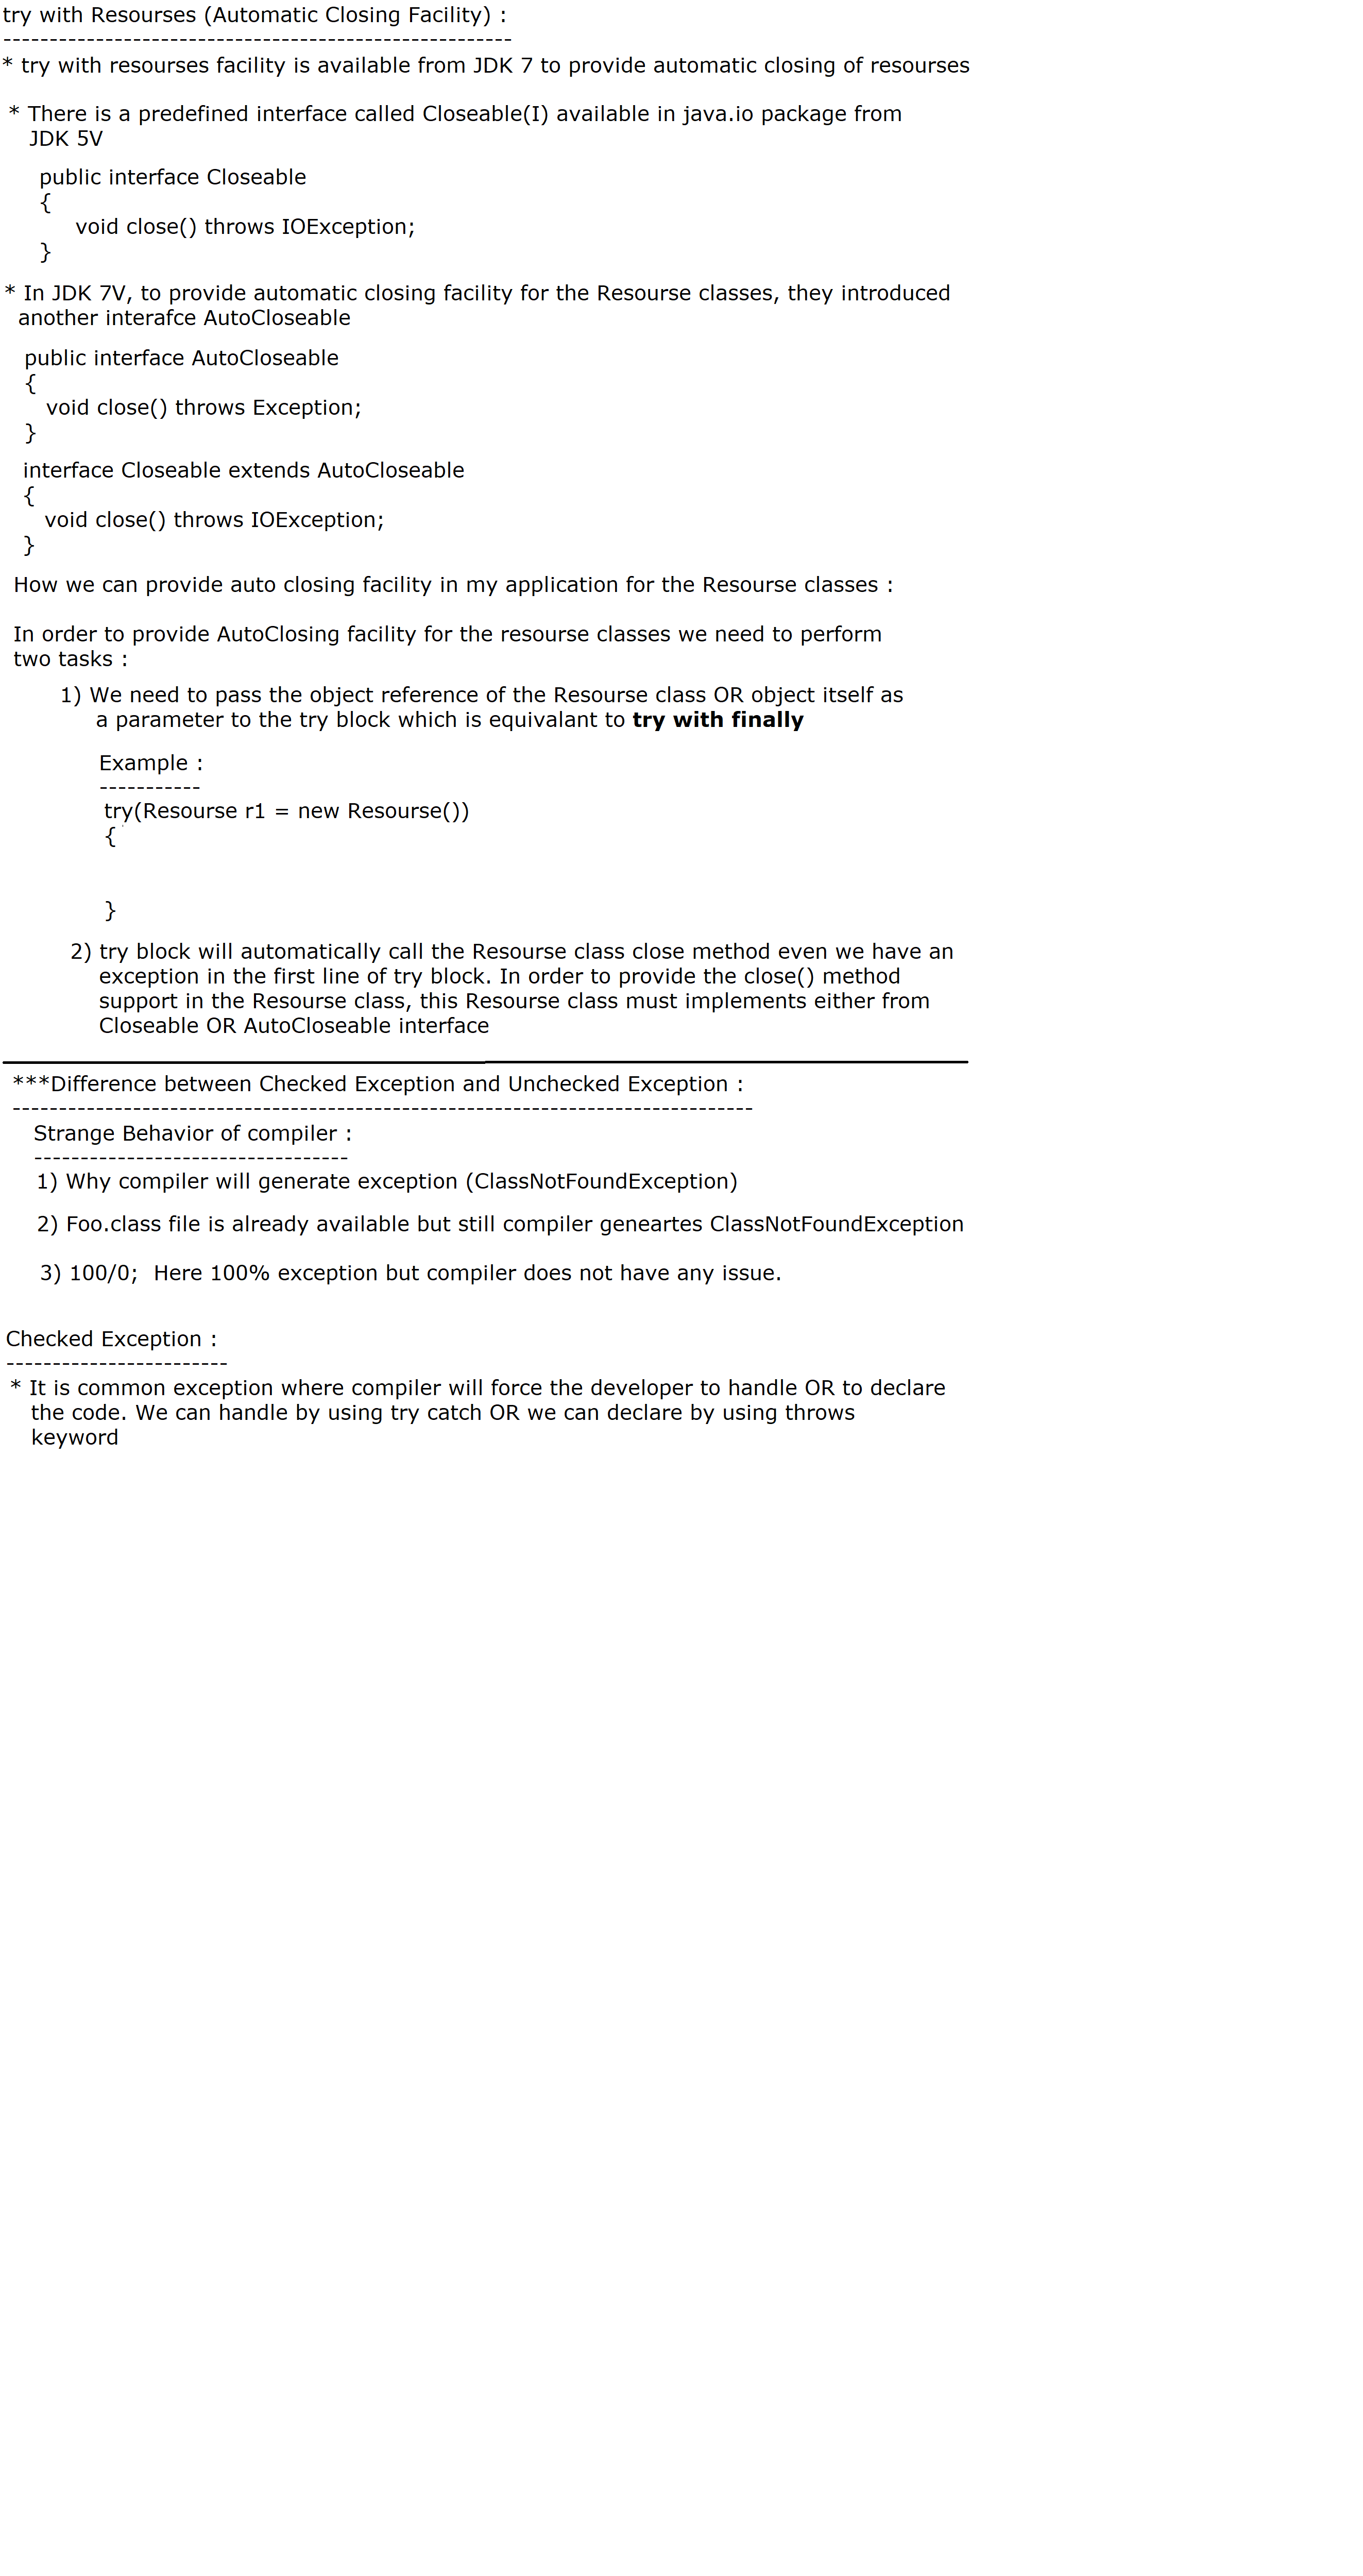 try with Resourses (Automatic Closing Facility) :
-------------------------------------------------------
* try with resourses facility is available from JDK 7 to provide automatic closing of resourses
* There is a predefined interface called Closeable(I) available in java.io package from
JDK 5V
public interface Closeable
{
void close() throws IOException;
}
* In JDK 7V, to provide automatic closing facility for the Resourse classes, they introduced
another interafce AutoCloseable
public interface AutoCloseable
{
void close() throws Exception;
}
interface Closeable extends AutoCloseable
{
void close() throws IOException;
}
How we can provide auto closing facility in my application for the Resourse classes :
In order to provide AutoClosing facility for the resourse classes we need to perform
two tasks :
1) We need to pass the object reference of the Resourse class OR object itself as
a parameter to the try block which is equivalant to try with finally
Example :
-----------
try(Resourse r1 = new Resourse())
{
}
2) try block will automatically call the Resourse class close method even we have an
exception in the first line of try block. In order to provide the close() method
support in the Resourse class, this Resourse class must implements either from
Closeable OR AutoCloseable interface
***Difference between Checked Exception and Unchecked Exception :
--------------------------------------------------------------------------------
Strange Behavior of compiler :
----------------------------------
1) Why compiler will generate exception (ClassNotFoundException)
2) Foo.class file is already available but still compiler geneartes ClassNotFoundException
3) 100/0;  Here 100% exception but compiler does not have any issue.
Checked Exception :
------------------------
* It is common exception where compiler will force the developer to handle OR to declare
the code. We can handle by using try catch OR we can declare by using throws
keyword